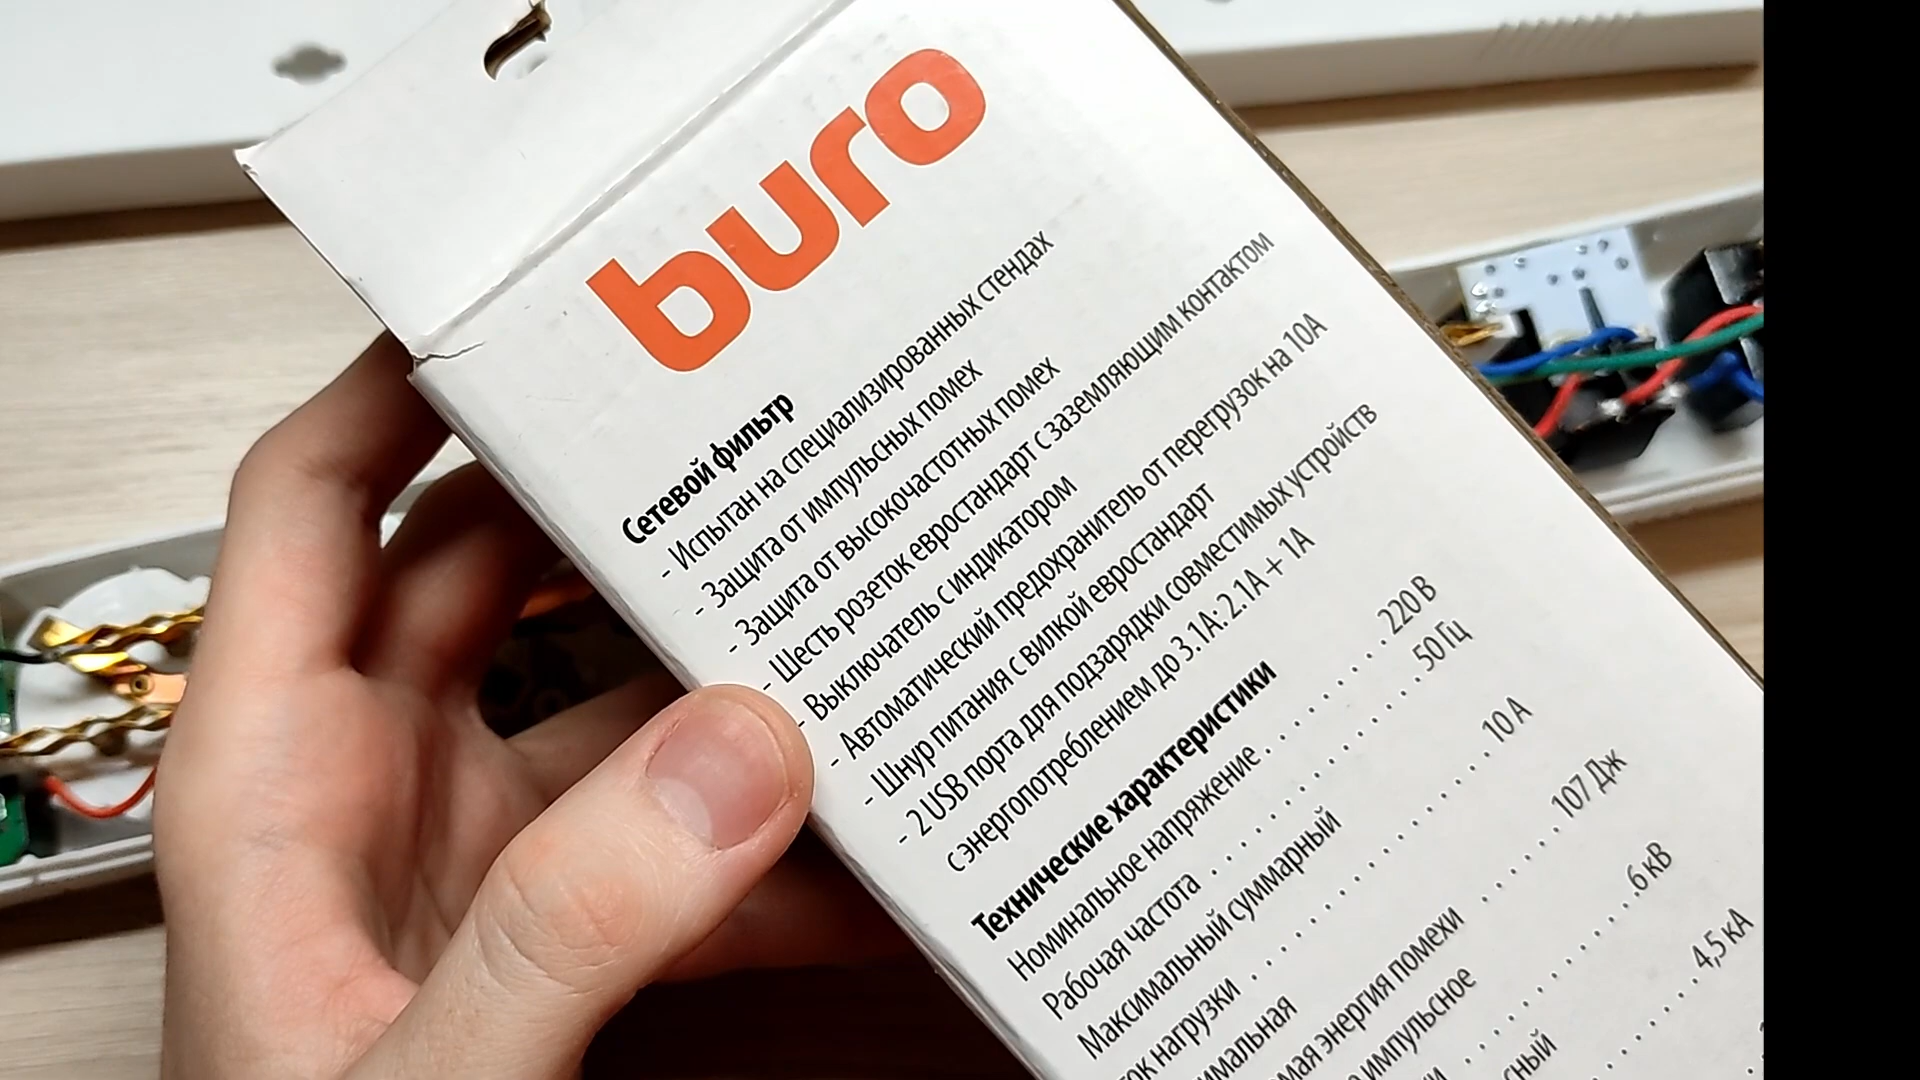 buro
Сетевой фильтр
- Испытан на специализированных стендах
- Защита от импульсных помех
- Защита от высокочастотных помех
- Шесть розеток евростандарт с заземляющим контактом
- Выключатель с индикатором
- Автоматический предохранитель от перегрузок на 10А
- Шнур питания с вилкой евростандарт
- 2 USB порта для подзарядки совместимых устройств
с энергопотреблением до 3.1А: 2.1А + 1А
Технические характеристики
Номинальное напряжение . . . . . . . . . . 220 В
Рабочая частота . . . . . . . . . . . . . . . . 50 Гц
Максимальный суммарный
нагрузки . . . . . . . . . . . . . . . . . . 10 А
энергия помехи . . . . . . 107 Дж
импульсное
. . . . . . . . . . . . . 6 кВ
. . . . . . . . . 4,5 кА